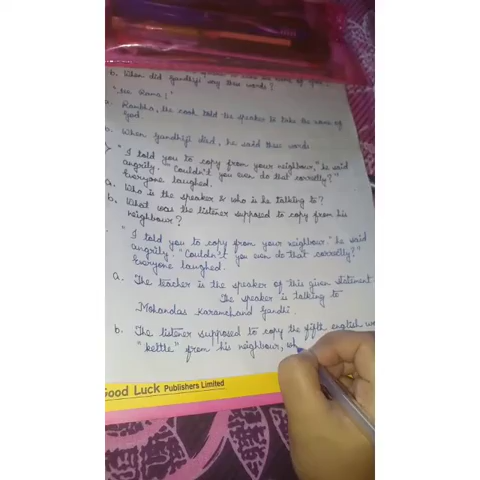 b. When did Gandhiji say these words?
"He Rama!"
Rambha, the cook told the speaker to take the name of
God.
b. When Gandhiji died, he said these words
"I told you to copy from your neighbour," he said
angrily. "Couldn't you even do that correctly?"
Everyone laughed.
a. Who is the speaker & who is he talking to?
b. What was the listener supposed to copy from his
neighbour?
"I told you to copy from your neighbour." he said
angrily. "Couldn't you even do that correctly?"
Everyone laughed.
a. The teacher is the speaker of this given statement.
The speaker is talking to
Mohandas Karamchand Gandhi.
b. The listener supposed to copy the fifth english
"kettle" from his neighbour,
Good Luck Publishers Limited